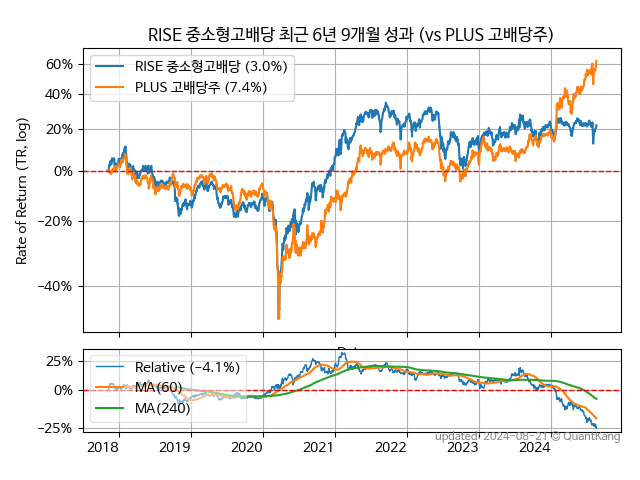 RISE 중소형고배당 최근 6년 9개월 성과 (vs PLUS 고배당주)
Rate of Return (TR, log)
60%
40%
20%
0%
−20%
−40%
RISE 중소형고배당 (3.0%)
PLUS 고배당주 (7.4%)
25%
0%
−25%
Relative (−4.1%)
MA(60)
MA(240)
2018 2019 2020 2021 2022 2023 2024
updated: 2024-08-21 © QuantKang